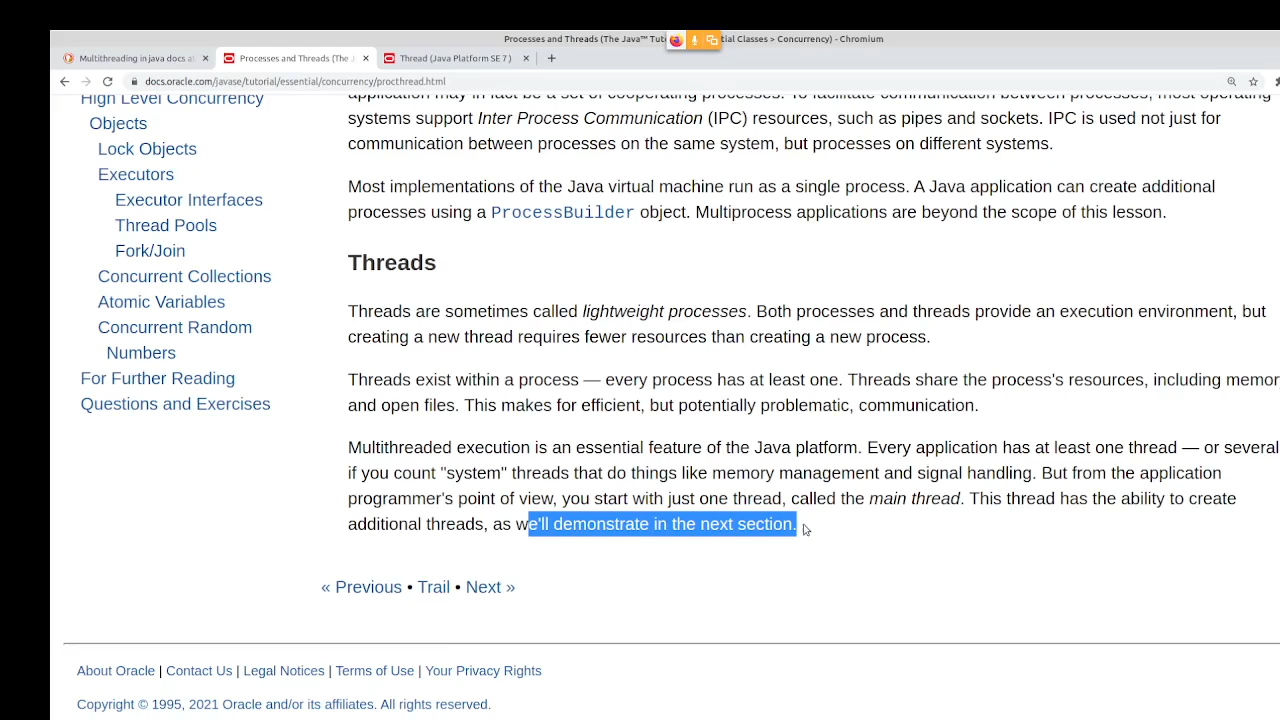 Processes and Threads (The Java™ Tuto tial Classes > Concurrency) - Chromium
Multithreading in java docs a
Processes and Threads (The J
Thread (Java Platform SE 7 )
docs.oracle.com/javase/tutorial/essential/concurrency/procthread.html
High Level Concurrency
Objects
Lock Objects
Executors
Executor Interfaces
Thread Pools
Fork/Join
Concurrent Collections
Atomic Variables
Concurrent Random
Numbers
For Further Reading
Questions and Exercises
application may in fact be a set of cooperating processes. To facilitate communication between processes, most operating
systems support Inter Process Communication (IPC) resources, such as pipes and sockets. IPC is used not just for
communication between processes on the same system, but processes on different systems.
Most implementations of the Java virtual machine run as a single process. A Java application can create additional
processes using a ProcessBuilder object. Multiprocess applications are beyond the scope of this lesson.
Threads
Threads are sometimes called lightweight processes. Both processes and threads provide an execution environment, but
creating a new thread requires fewer resources than creating a new process.
Threads exist within a process — every process has at least one. Threads share the process's resources, including memor
and open files. This makes for efficient, but potentially problematic, communication.
Multithreaded execution is an essential feature of the Java platform. Every application has at least one thread — or several
if you count "system" threads that do things like memory management and signal handling. But from the application
programmer's point of view, you start with just one thread, called the main thread. This thread has the ability to create
additional threads, as we'll demonstrate in the next section.
« Previous • Trail • Next »
About Oracle | Contact Us | Legal Notices | Terms of Use | Your Privacy Rights
Copyright © 1995, 2021 Oracle and/or its affiliates. All rights reserved.